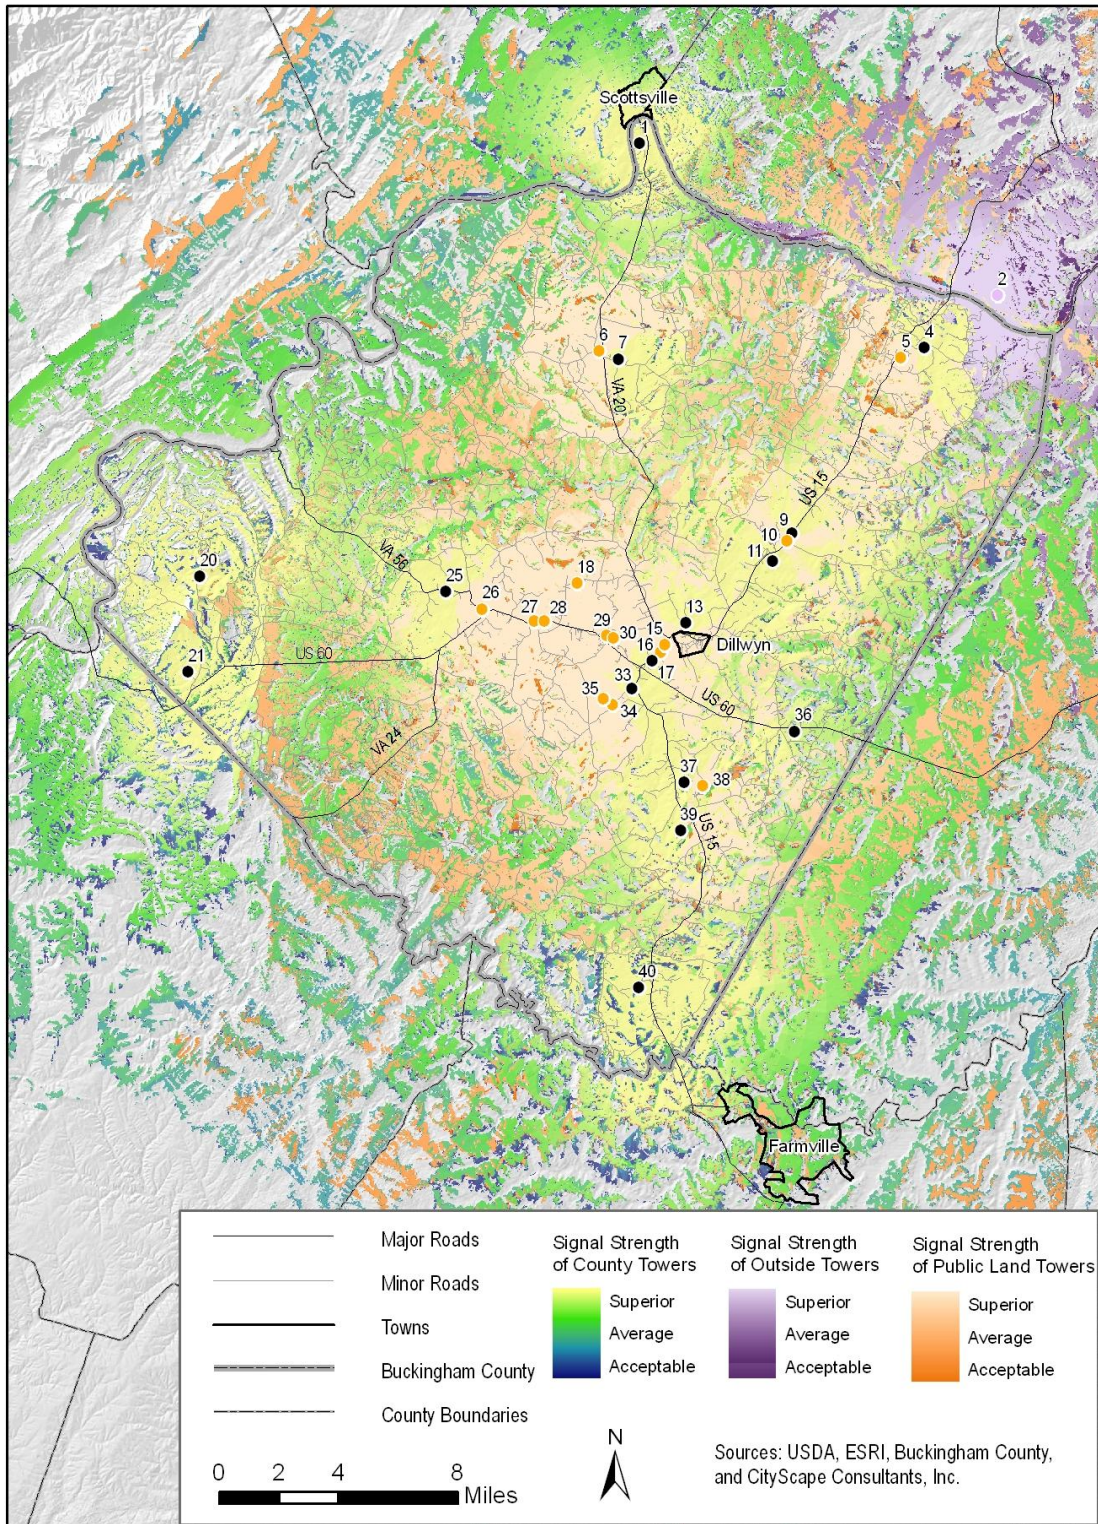 Scottsville
1
2
6
7
5
4
VA 20
US 15
9
10
11
20
VA 56
25
18
26
27
28
29
30
13
15
16
Dillwyn
17
21
US 60
33
35
34
US 60
36
VA 24
37
38
39
US 15
40
Farmville
Major Roads
Minor Roads
Towns
Buckingham County
County Boundaries
Signal Strength
of County Towers
Superior
Average
Acceptable
Signal Strength
of Outside Towers
Superior
Average
Acceptable
Signal Strength
of Public Land Towers
Superior
Average
Acceptable
0 2 4 8
Miles
N
Sources: USDA, ESRI, Buckingham County,
and CityScape Consultants, Inc.